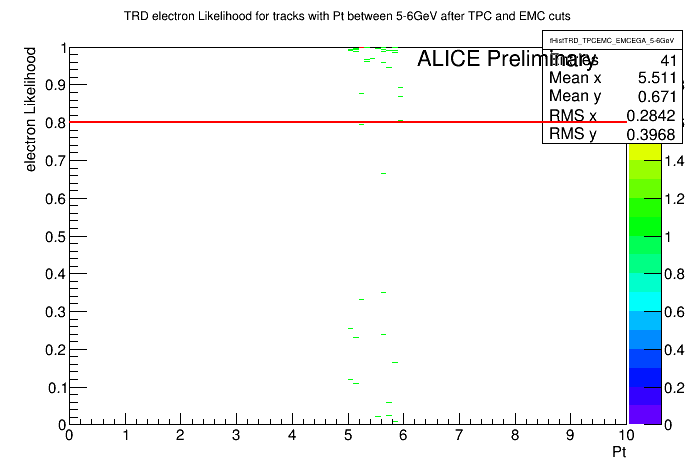 TRD electron Likelihood for tracks with Pt between 5-6GeV after TPC and EMC cuts
ALICE Preliminary
fHistTRD_TPCEMC_EMCEGA_5-6GeV
Entries 41
Mean x 5.511
Mean y 0.671
RMS x 0.2842
RMS y 0.3968
electron Likelihood
1
0.9
0.8
0.7
0.6
0.5
0.4
0.3
0.2
0.1
0
0 1 2 3 4 5 6 7 8 9 10
Pt
1.4
1.2
1
0.8
0.6
0.4
0.2
0